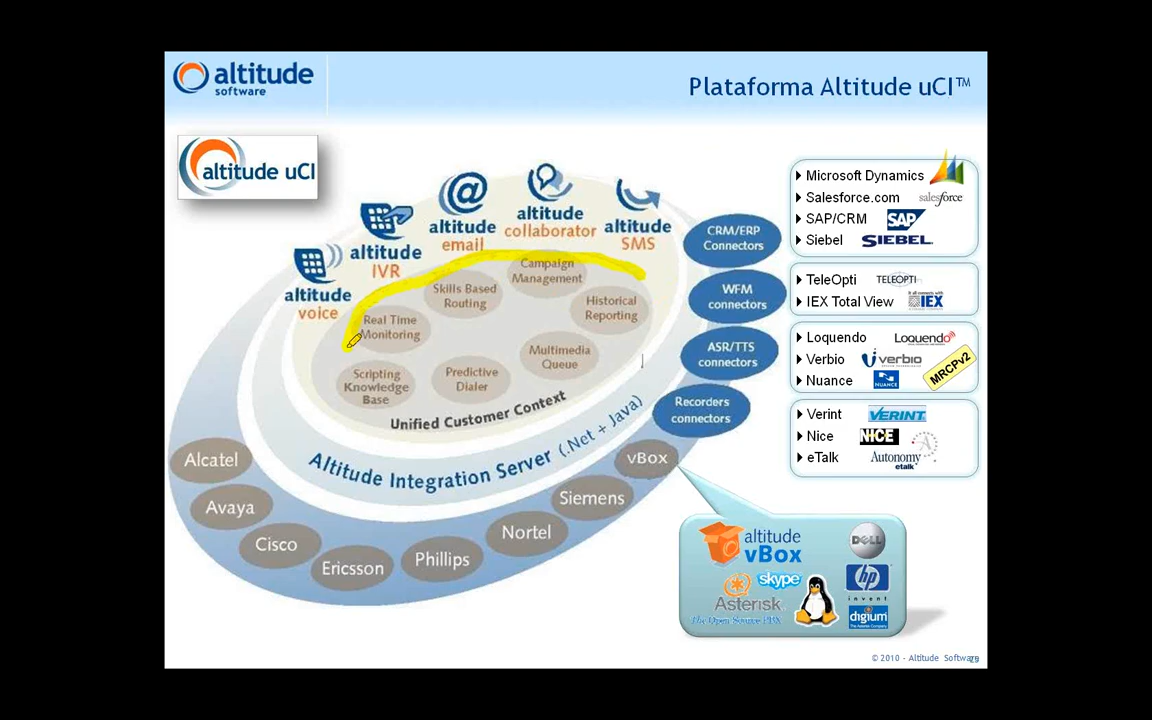 altitude
software
Plataforma Altitude uCI™
altitude uCI
altitude
voice
altitude
IVR
altitude
email
altitude
collaborator
altitude
SMS
Campaign
Management
Skills Based
Routing
Historical
Reporting
Real Time
Monitoring
Multimedia
Queue
Predictive
Dialer
Scripting
Knowledge
Base
Unified Customer Context
Altitude Integration Server (.Net + Java)
Alcatel
Avaya
Cisco
Ericsson
Phillips
Nortel
Siemens
vBox
CRM/ERP
Connectors
WFM
connectors
ASR/TTS
connectors
Recorders
connectors
Microsoft Dynamics
Salesforce.com salesforce
SAP/CRM SAP
Siebel SIEBEL
TeleOpti TELEOPTI
IEX Total View IEX
Loquendo Loquendo
Verbio verbio
Nuance NUANCE
MRCPv2
Verint VERINT
Nice NICE
eTalk Autonomy
etalk
altitude
vBox
DELL
skype
Asterisk
The Open Source PBX
hp
invent
digium
The Asterisk Company
© 2010 - Altitude Software